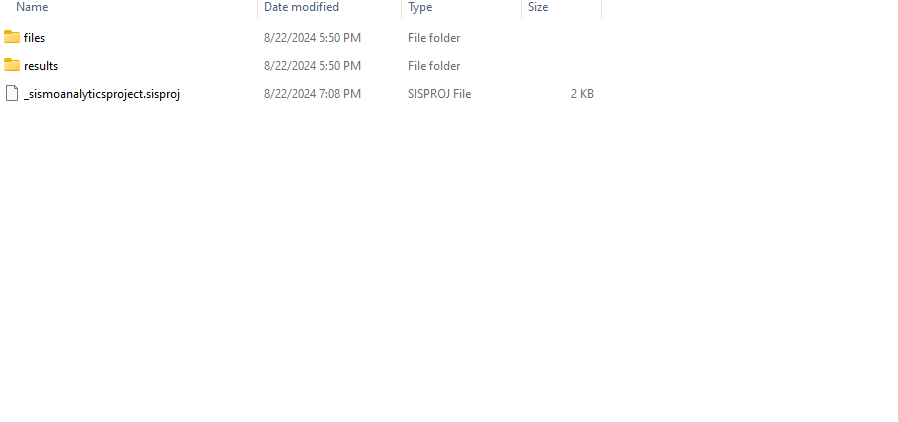 Name Date modified Type Size
files 8/22/2024 5:50 PM File folder
results 8/22/2024 5:50 PM File folder
_sismoanalyticsproject.sisproj 8/22/2024 7:08 PM SISPROJ File 2 KB